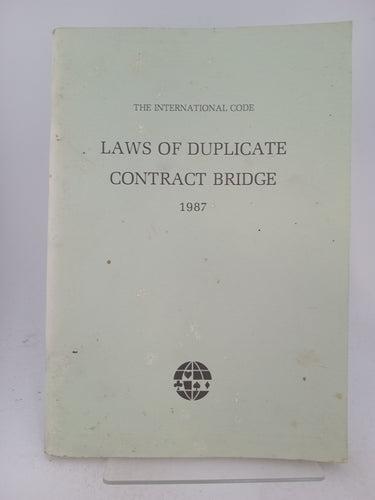 THE INTERNATIONAL CODE
LAWS OF DUPLICATE
CONTRACT BRIDGE
1987